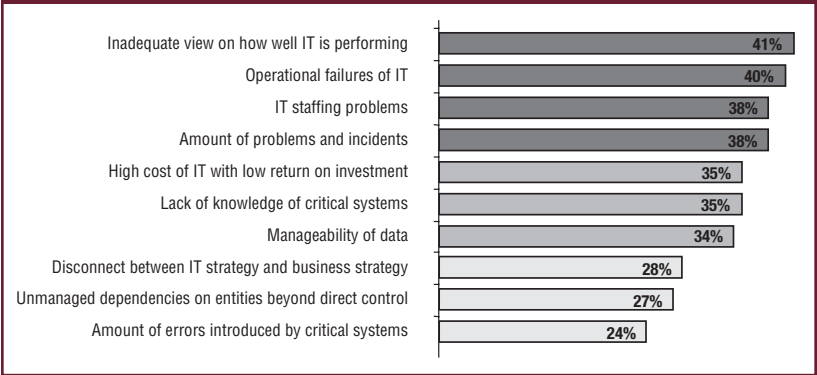 Inadequate view on how well IT is performing 41%
Operational failures of IT 40%
IT staffing problems 38%
Amount of problems and incidents 38%
High cost of IT with low return on investment 35%
Lack of knowledge of critical systems 35%
Manageability of data 34%
Disconnect between IT strategy and business strategy 28%
Unmanaged dependencies on entities beyond direct control 27%
Amount of errors introduced by critical systems 24%